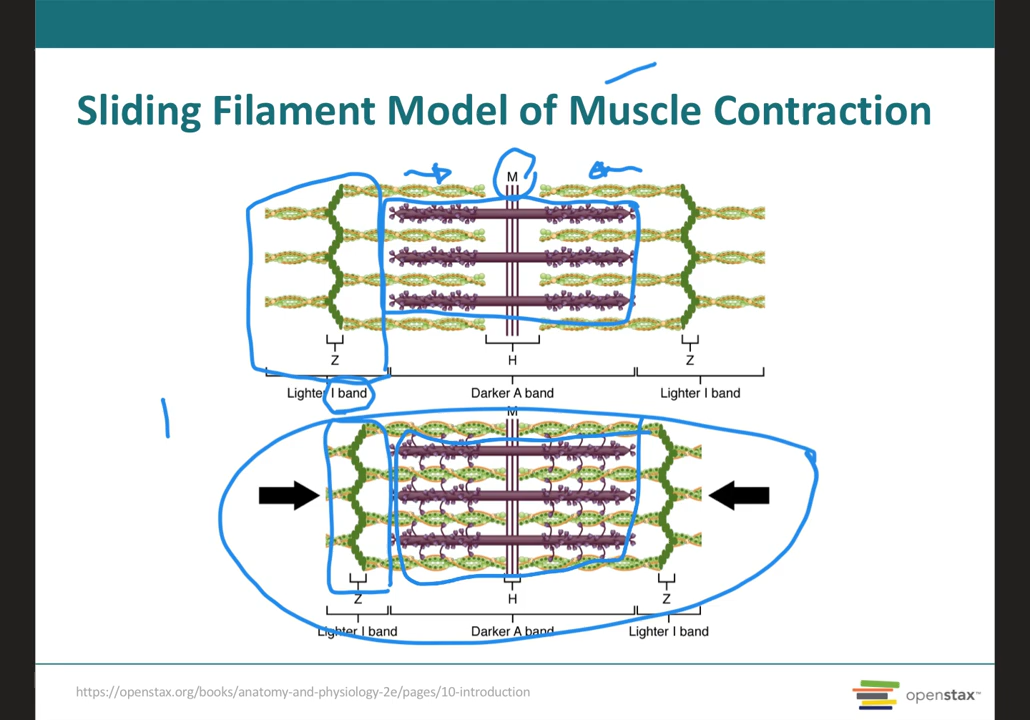 Sliding Filament Model of Muscle Contraction
M
Z H Z
Lighter I band Darker A band Lighter I band
M
Z H Z
Lighter I band Darker A band Lighter I band
https://openstax.org/books/anatomy-and-physiology-2e/pages/10-introduction
openstax™